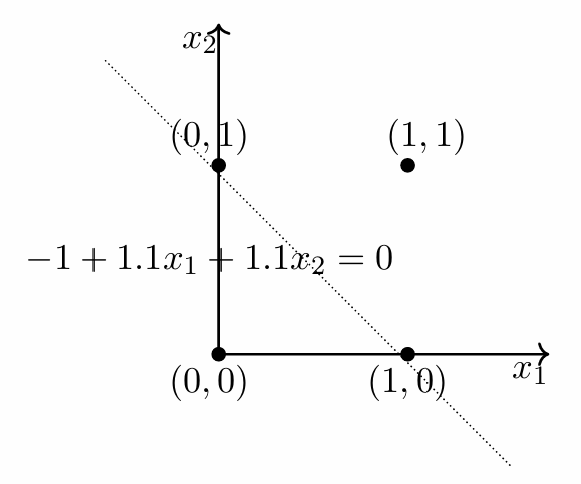 x₂
(0, 1)
(1, 1)
−1 + 1.1x₁ + 1.1x₂ = 0
(0, 0)
(1, 0)
x₁